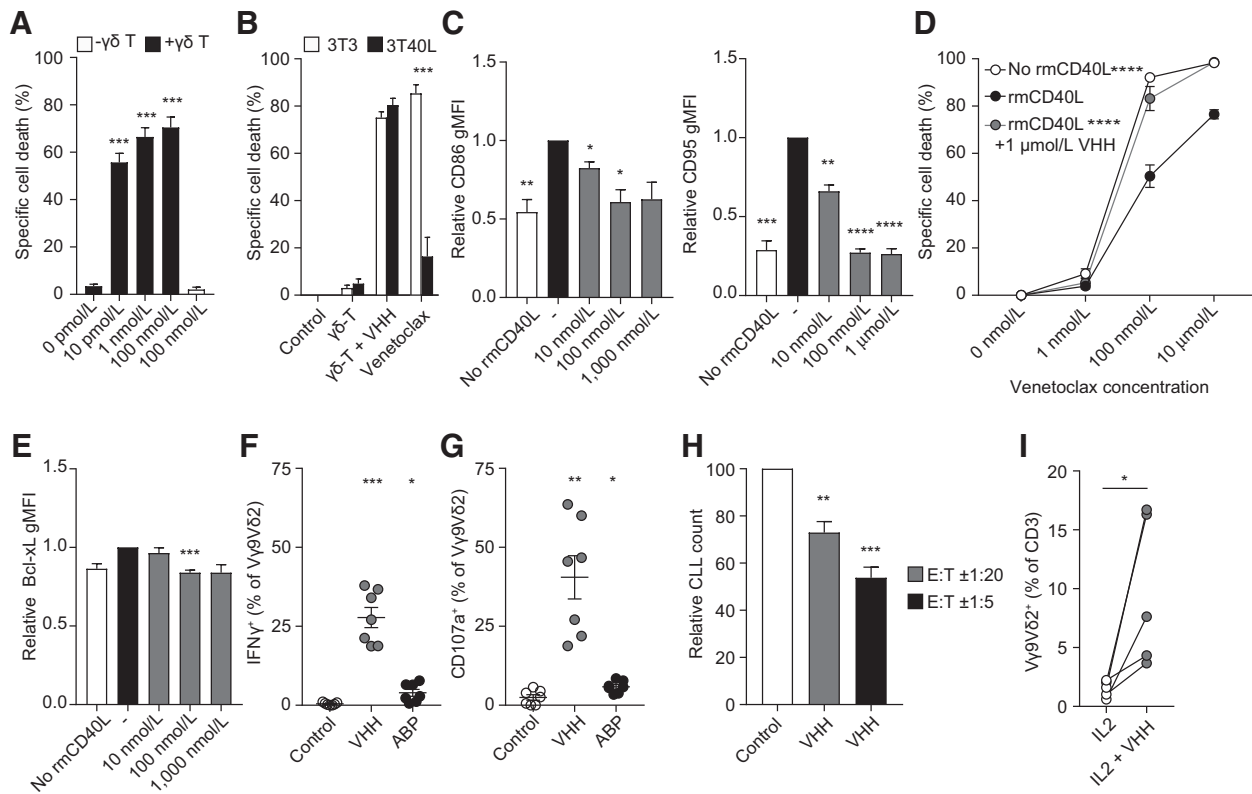 A
-γδ T +γδ T
Specific cell death (%)
100
80
60
40
20
0
***
***
***
0 pmol/L
10 pmol/L
1 nmol/L
100 nmol/L
100 nmol/L
B
3T3 3T40L
Specific cell death (%)
100
80
60
40
20
0
***
Control
γδ-T
γδ-T + VHH
Venetoclax
C
Relative CD86 gMFI
1.5
1.0
0.5
0.0
**
*
*
No rmCD40L
-
10 nmol/L
100 nmol/L
1,000 nmol/L
Relative CD95 gMFI
1.5
1.0
0.5
0.0
***
**
****
****
No rmCD40L
-
10 nmol/L
100 nmol/L
1 μmol/L
D
Specific cell death (%)
100
80
60
40
20
0
No rmCD40L ****
rmCD40L
rmCD40L ****
+1 μmol/L VHH
0 nmol/L
1 nmol/L
100 nmol/L
10 μmol/L
Venetoclax concentration
E
Relative Bcl-xL gMFI
1.5
1.0
0.5
0.0
***
No rmCD40L
-
10 nmol/L
100 nmol/L
1,000 nmol/L
F
IFNγ⁺ (% of Vγ9Vδ2)
75
50
25
0
***
*
Control
VHH
ABP
G
CD107a⁺ (% of Vγ9Vδ2)
75
50
25
0
**
*
Control
VHH
ABP
H
Relative CLL count
100
80
60
40
20
0
**
***
Control
VHH
VHH
E:T ±1:20
E:T ±1:5
I
Vγ9Vδ2⁺ (% of CD3)
20
15
10
5
0
*
IL2
IL2 + VHH